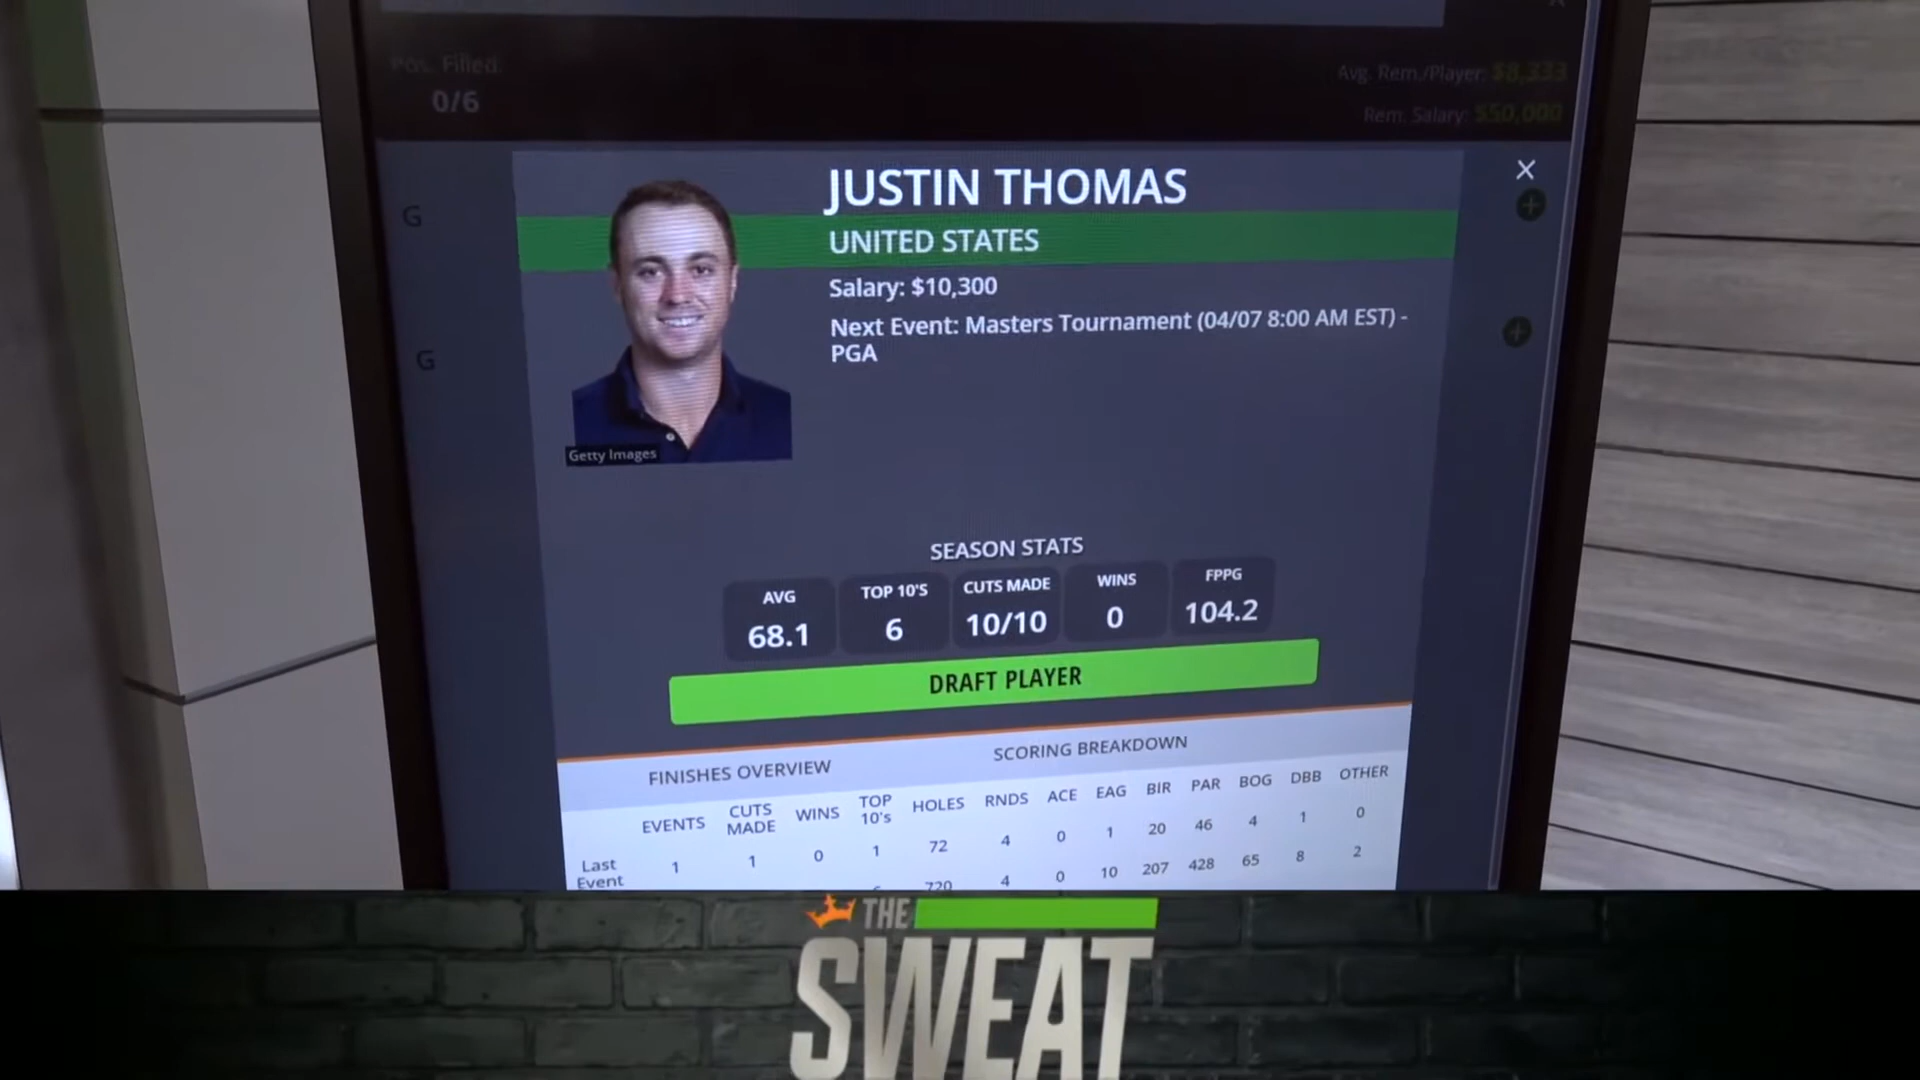 Pos. Filled:
0/6
Avg. Rem./Player: $8,333
Rem. Salary: $50,000
JUSTIN THOMAS
UNITED STATES
Salary: $10,300
Next Event: Masters Tournament (04/07 8:00 AM EST) -
PGA
G
G
Getty Images
SEASON STATS
AVG TOP 10'S CUTS MADE WINS FPPG
68.1 6 10/10 0 104.2
DRAFT PLAYER
FINISHES OVERVIEW SCORING BREAKDOWN
EVENTS CUTS MADE WINS TOP 10's HOLES RNDS ACE EAG BIR PAR BOG DBB OTHER
Last Event 1 1 0 1 72 4 0 1 20 46 4 1 0
720 4 0 10 207 428 65 8 2
THE
SWEAT